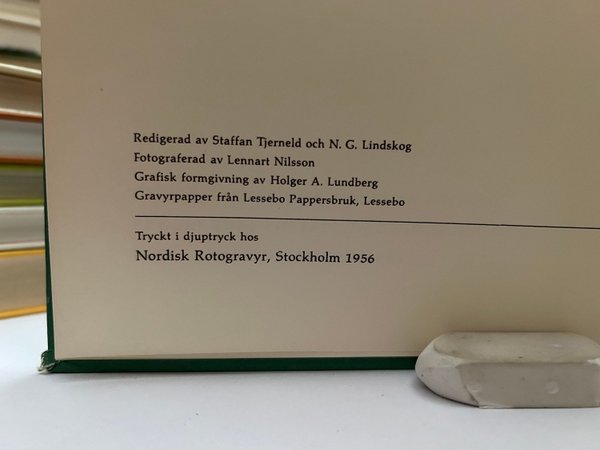 Redigerad av Staffan Tjerneld och N. G. Lindskog
Fotograferad av Lennart Nilsson
Grafisk formgivning av Holger A. Lundberg
Gravyrpapper från Lessebo Pappersbruk, Lessebo
Tryckt i djuptryck hos
Nordisk Rotogravyr, Stockholm 1956